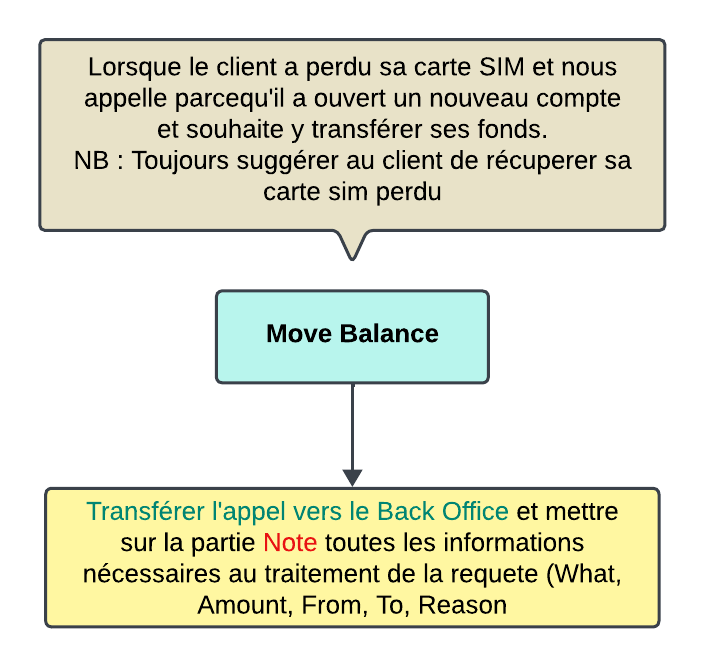 Lorsque le client a perdu sa carte SIM et nous
appelle parcequ'il a ouvert un nouveau compte
et souhaite y transférer ses fonds.
NB : Toujours suggérer au client de récuperer sa
carte sim perdu
Move Balance
Transférer l'appel vers le Back Office et mettre
sur la partie Note toutes les informations
nécessaires au traitement de la requete (What,
Amount, From, To, Reason